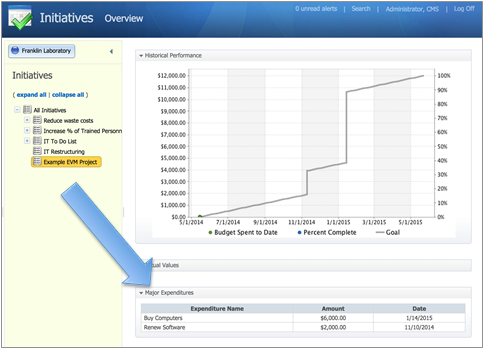 Initiatives Overview
0 unread alerts | Search | Administrator, CMS | Log Off
Franklin Laboratory
Initiatives
( expand all | collapse all )
All Initiatives
Reduce waste costs
Increase % of Trained Personn
IT To Do List
IT Restructuring
Example EVM Project
Historical Performance
$12,000.00
$11,000.00
$10,000.00
$9,000.00
$8,000.00
$7,000.00
$6,000.00
$5,000.00
$4,000.00
$3,000.00
$2,000.00
$1,000.00
$0.00
100%
90%
80%
70%
60%
50%
40%
30%
20%
10%
0%
5/1/2014 7/1/2014 9/1/2014 11/1/2014 1/1/2015 3/1/2015 5/1/2015
Budget Spent to Date Percent Complete Goal
tual Values
Major Expenditures
Expenditure Name Amount Date
Buy Computers $6,000.00 1/14/2015
Renew Software $2,000.00 11/10/2014